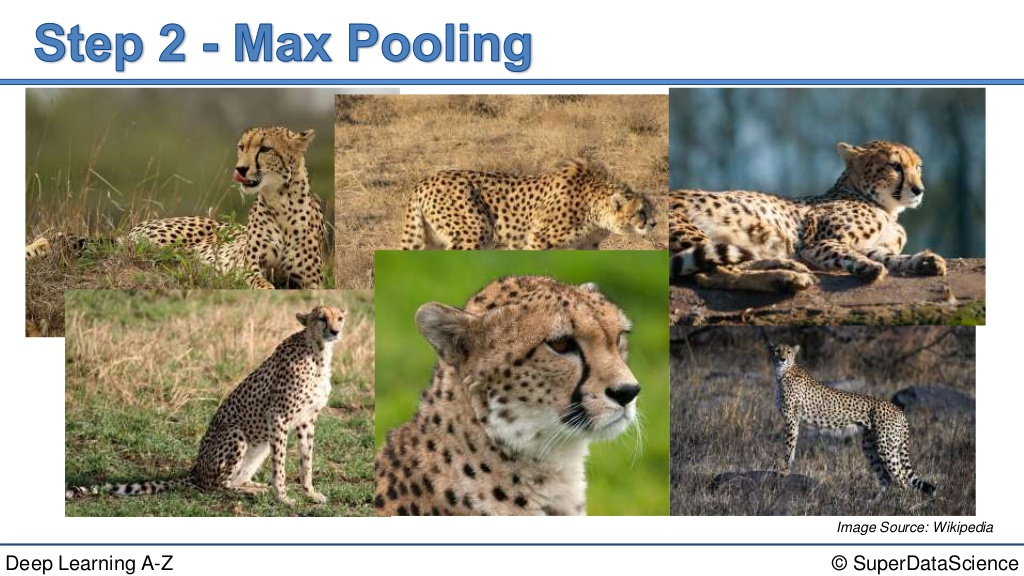 Step 2 - Max Pooling
Image Source: Wikipedia
Deep Learning A-Z
© SuperDataScience